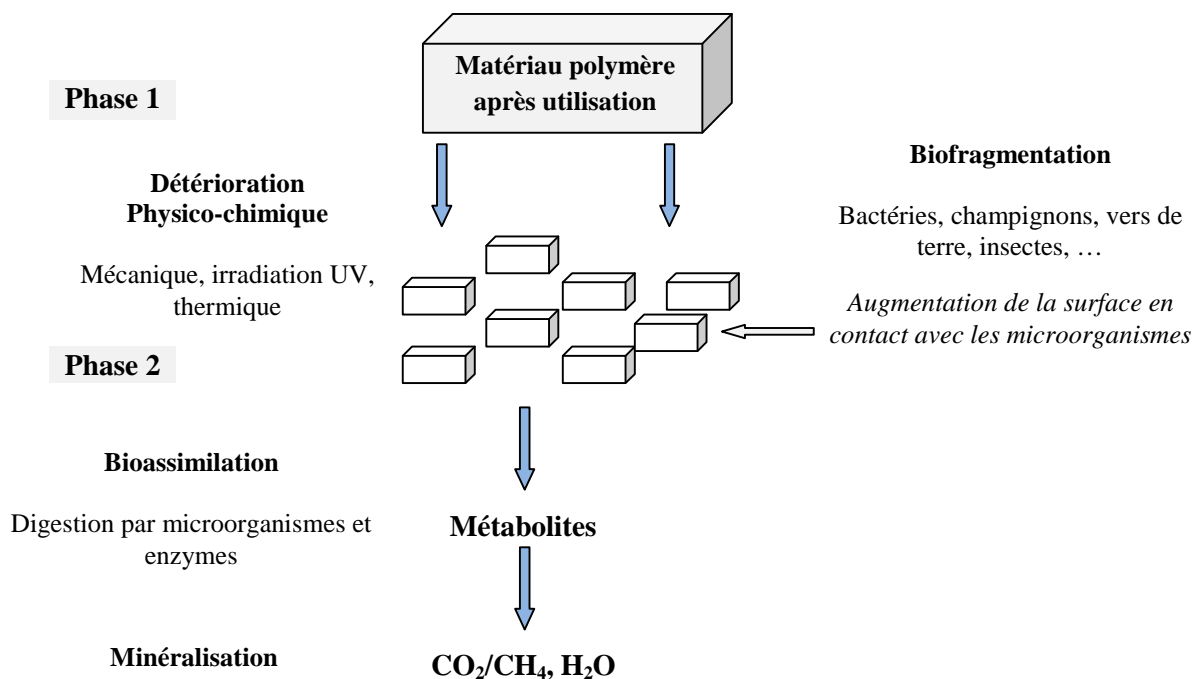 Matériau polymère
après utilisation
Phase 1
Détérioration
Physico-chimique
Mécanique, irradiation UV,
thermique
Biofragmentation
Bactéries, champignons, vers de
terre, insectes, …
Augmentation de la surface en
contact avec les microorganismes
Phase 2
Bioassimilation
Digestion par microorganismes et
enzymes
Métabolites
Minéralisation
CO₂/CH₄, H₂O